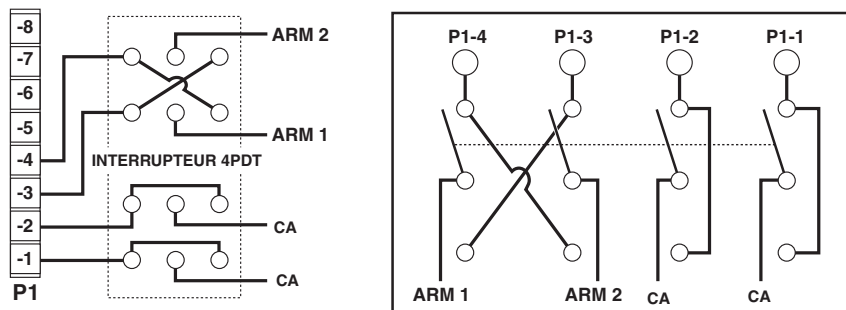 -8
-7
-6
-5
-4
-3
-2
-1
P1
ARM 2
ARM 1
INTERRUPTEUR 4PDT
CA
CA
P1-4 P1-3 P1-2 P1-1
ARM 1 ARM 2 CA CA